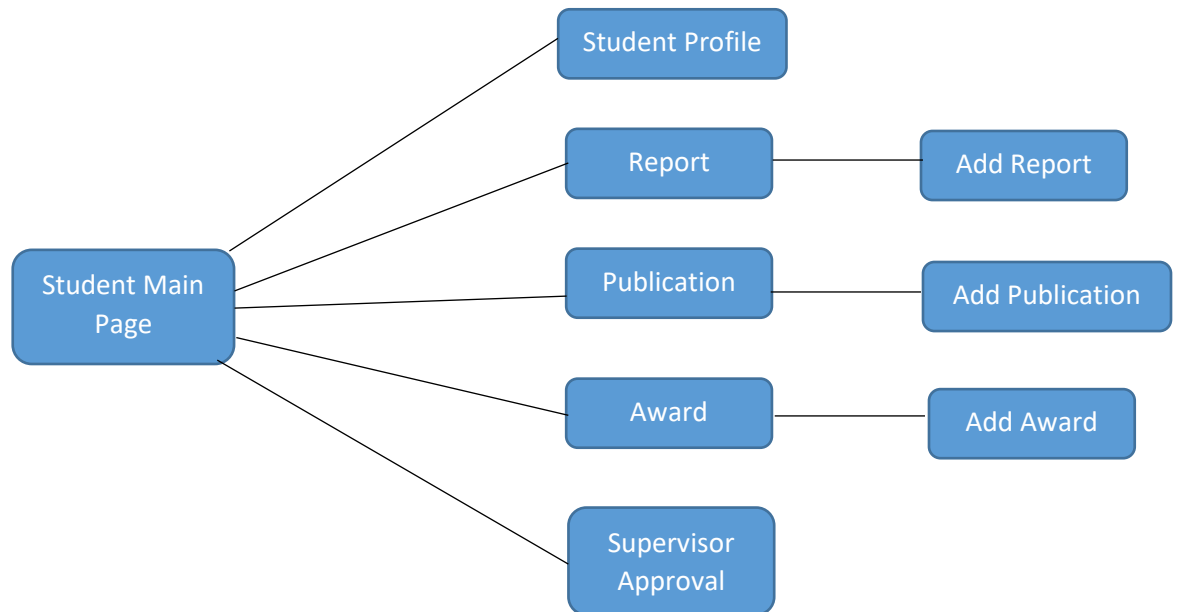 Student Profile
Report
Add Report
Student Main
Page
Publication
Add Publication
Award
Add Award
Supervisor
Approval